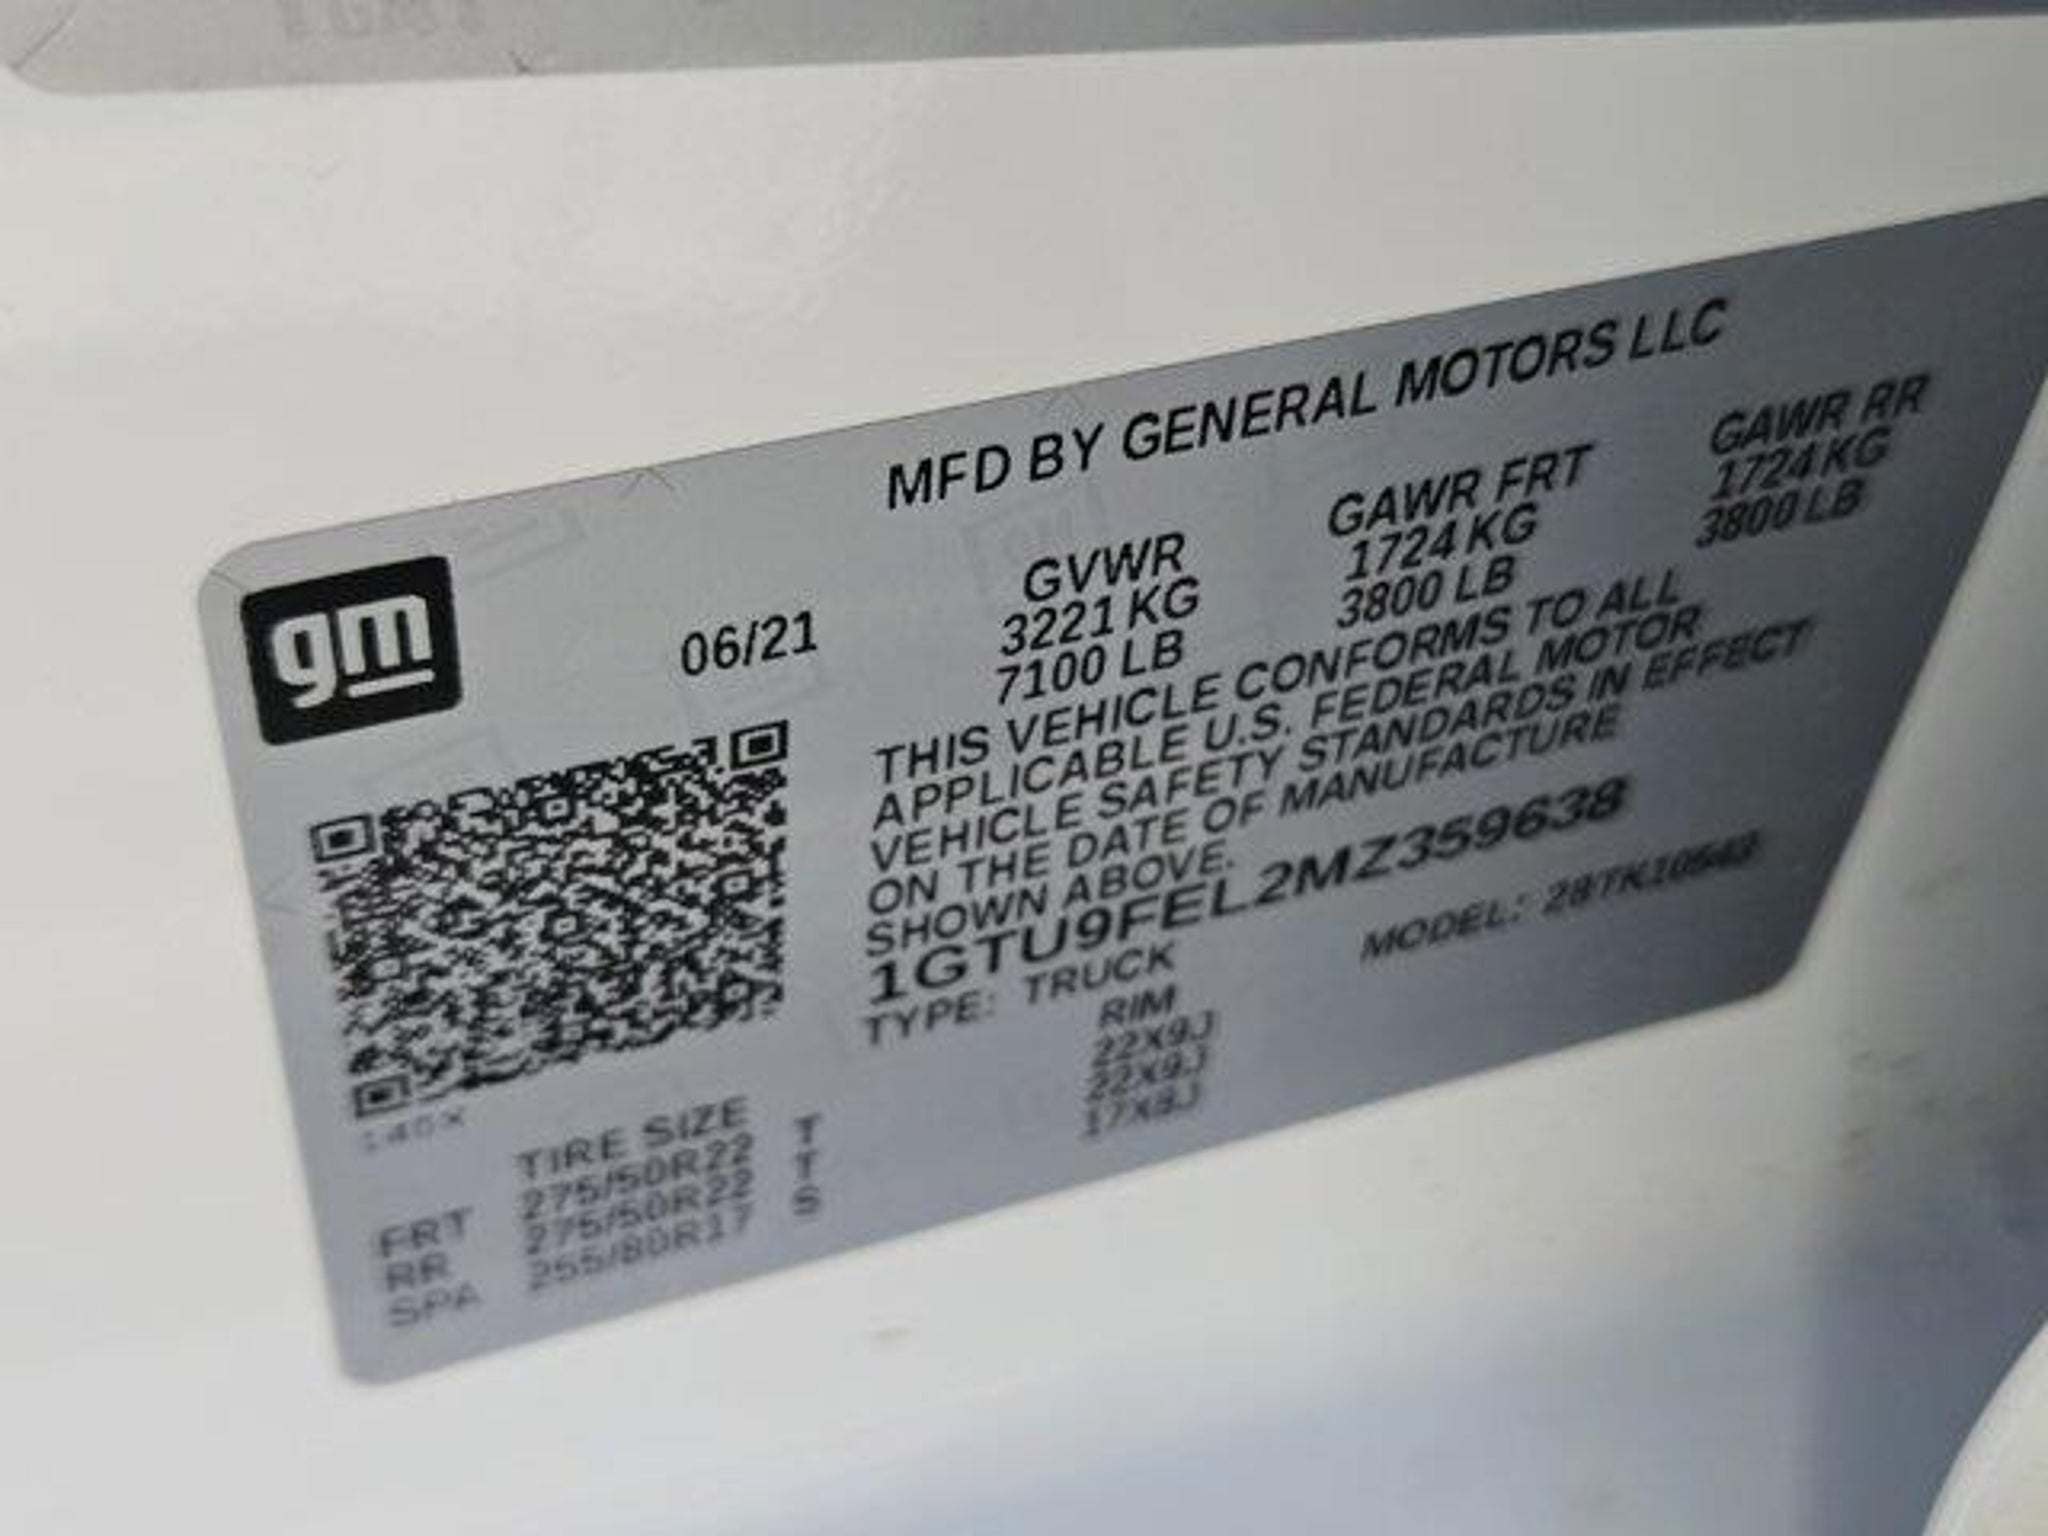 MFD BY GENERAL MOTORS LLC
gm
06/21
GVWR GAWR FRT GAWR RR
3221 KG 1724 KG 1724 KG
7100 LB 3800 LB 3800 LB
THIS VEHICLE CONFORMS TO ALL
APPLICABLE U.S. FEDERAL MOTOR
VEHICLE SAFETY STANDARDS IN EFFECT
ON THE DATE OF MANUFACTURE
SHOWN ABOVE.
1GTU9FEL2MZ359638
TYPE: TRUCK MODEL:
TIRE SIZE RIM
FRT 275/50R22 T 22X9J
RR 275/50R22 T 22X9J
SPA 255/80R17 S 17X8J